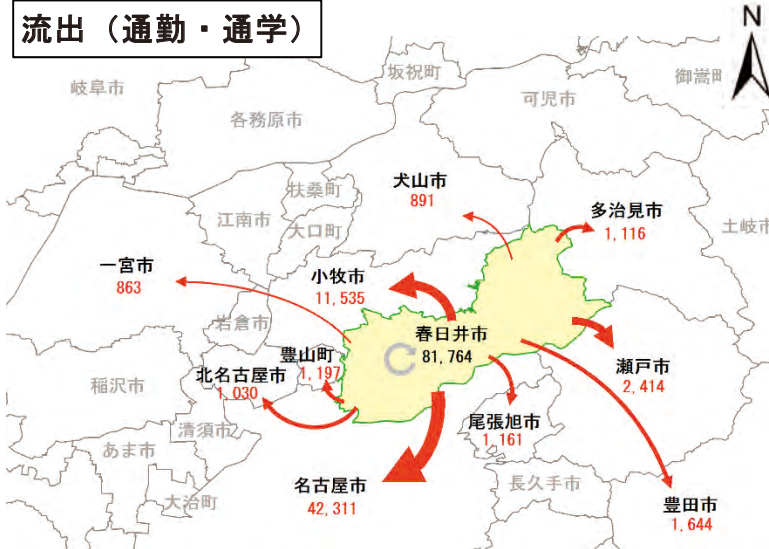 流出（通勤・通学）
N
岐阜市
坂祝町
御嵩町
可児市
各務原市
犬山市
891
扶桑町
多治見市
1,116
江南市
大口町
土岐市
一宮市
863
小牧市
11,535
岩倉市
春日井市
81,764
豊山町
1,197
北名古屋市
1,030
瀬戸市
2,414
稲沢市
尾張旭市
1,161
清須市
あま市
長久手市
名古屋市
42,311
大治町
豊田市
1,644